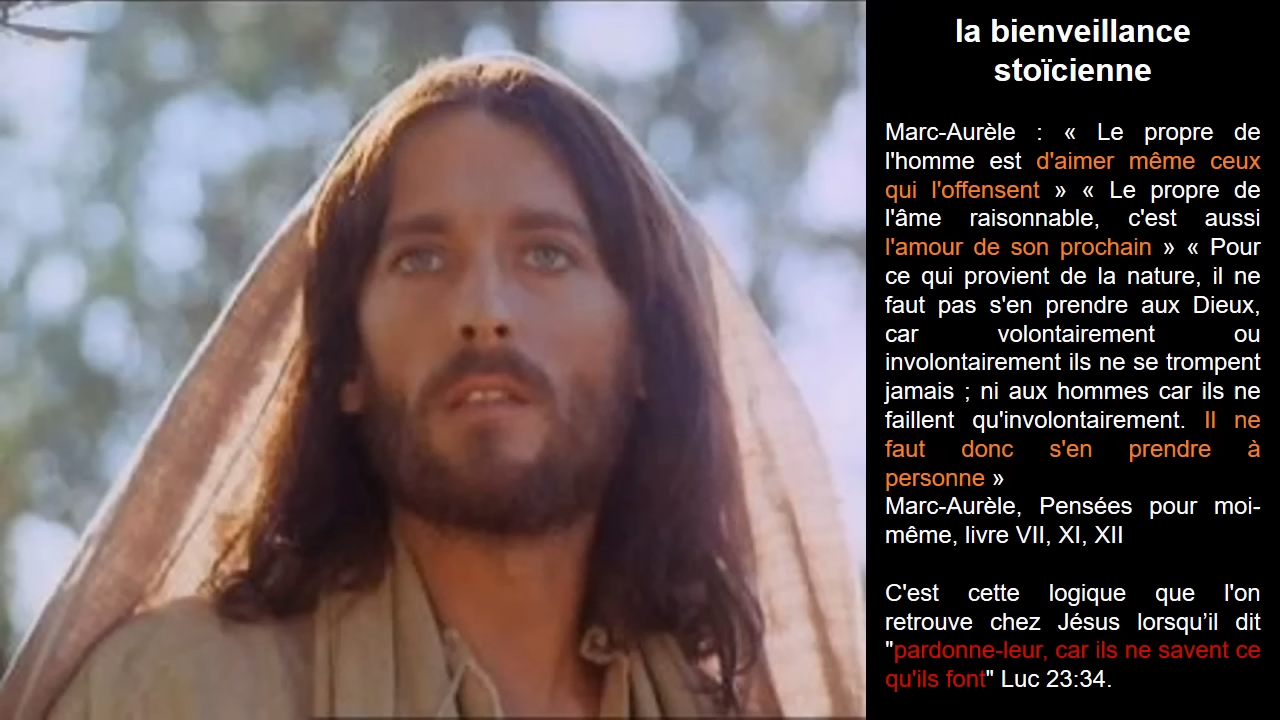 la bienveillance
stoïcienne
Marc-Aurèle : « Le propre de
l'homme est d'aimer même ceux
qui l'offensent » « Le propre de
l'âme raisonnable, c'est aussi
l'amour de son prochain » « Pour
ce qui provient de la nature, il ne
faut pas s'en prendre aux Dieux,
car volontairement ou
involontairement ils ne se trompent
jamais ; ni aux hommes car ils ne
faillent qu'involontairement. Il ne
faut donc s'en prendre à
personne »
Marc-Aurèle, Pensées pour moi-
même, livre VII, XI, XII
C'est cette logique que l'on
retrouve chez Jésus lorsqu’il dit
"pardonne-leur, car ils ne savent ce
qu'ils font" Luc 23:34.